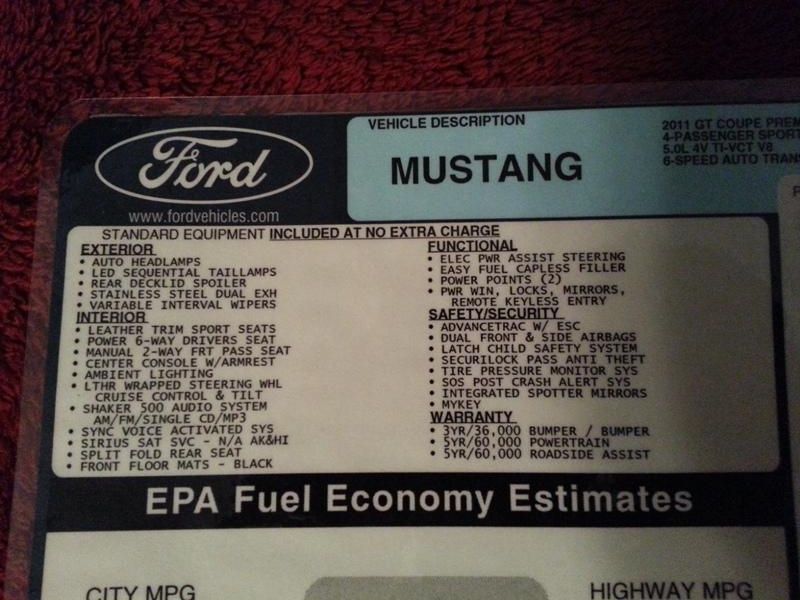 Ford
www.fordvehicles.com
VEHICLE DESCRIPTION
MUSTANG
2011 GT COUPE
4-PASSENGER
5.0L 4V TI-VCT V8
6-SPEED AUTO
STANDARD EQUIPMENT INCLUDED AT NO EXTRA CHARGE
EXTERIOR
• AUTO HEADLAMPS
• LED SEQUENTIAL TAILLAMPS
• REAR DECKLID SPOILER
• STAINLESS STEEL DUAL EXH
• VARIABLE INTERVAL WIPERS
INTERIOR
• LEATHER TRIM SPORT SEATS
• POWER 6-WAY DRIVERS SEAT
• MANUAL 2-WAY FRT PASS SEAT
• CENTER CONSOLE W/ARMREST
• AMBIENT LIGHTING
• LTHR WRAPPED STEERING WHL
CRUISE CONTROL & TILT
• SHAKER 500 AUDIO SYSTEM
AM/FM/SINGLE CD/MP3
• SYNC VOICE ACTIVATED SYS
• SIRIUS SAT SVC - N/A AK&HI
• SPLIT FOLD REAR SEAT
• FRONT FLOOR MATS - BLACK
FUNCTIONAL
• ELEC PWR ASSIST STEERING
• EASY FUEL CAPLESS FILLER
• POWER POINTS (2)
• PWR WIN, LOCKS, MIRRORS,
REMOTE KEYLESS ENTRY
SAFETY/SECURITY
• ADVANCETRAC W/ ESC
• DUAL FRONT & SIDE AIRBAGS
• LATCH CHILD SAFETY SYSTEM
• SECURILOCK PASS ANTI THEFT
• TIRE PRESSURE MONITOR SYS
• SOS POST CRASH ALERT SYS
• INTEGRATED SPOTTER MIRRORS
• MYKEY
WARRANTY
• 3YR/36,000 BUMPER / BUMPER
• 5YR/60,000 POWERTRAIN
• 5YR/60,000 ROADSIDE ASSIST
EPA Fuel Economy Estimates
CITY MPG
HIGHWAY MPG